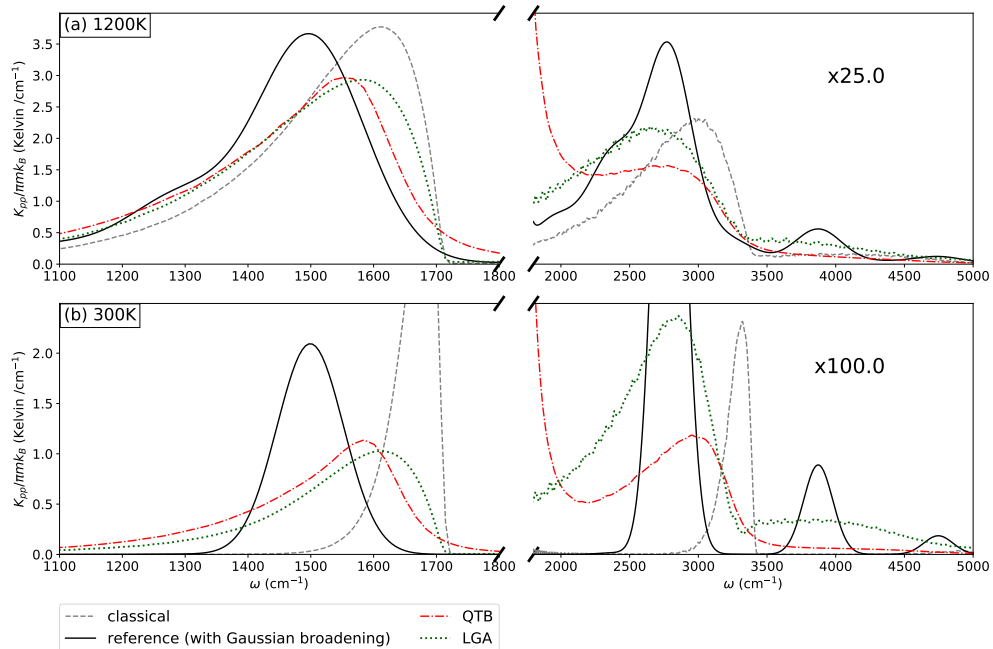 (a) 1200K
x25.0
K_pp/πmk_B (Kelvin /cm⁻¹)
3.5
3.0
2.5
2.0
1.5
1.0
0.5
0.0
1100 1200 1300 1400 1500 1600 1700 1800 2000 2500 3000 3500 4000 4500 5000
(b) 300K
x100.0
K_pp/πmk_B (Kelvin /cm⁻¹)
2.0
1.5
1.0
0.5
0.0
1100 1200 1300 1400 1500 1600 1700 1800 2000 2500 3000 3500 4000 4500 5000
ω (cm⁻¹) ω (cm⁻¹)
classical QTB
reference (with Gaussian broadening) LGA